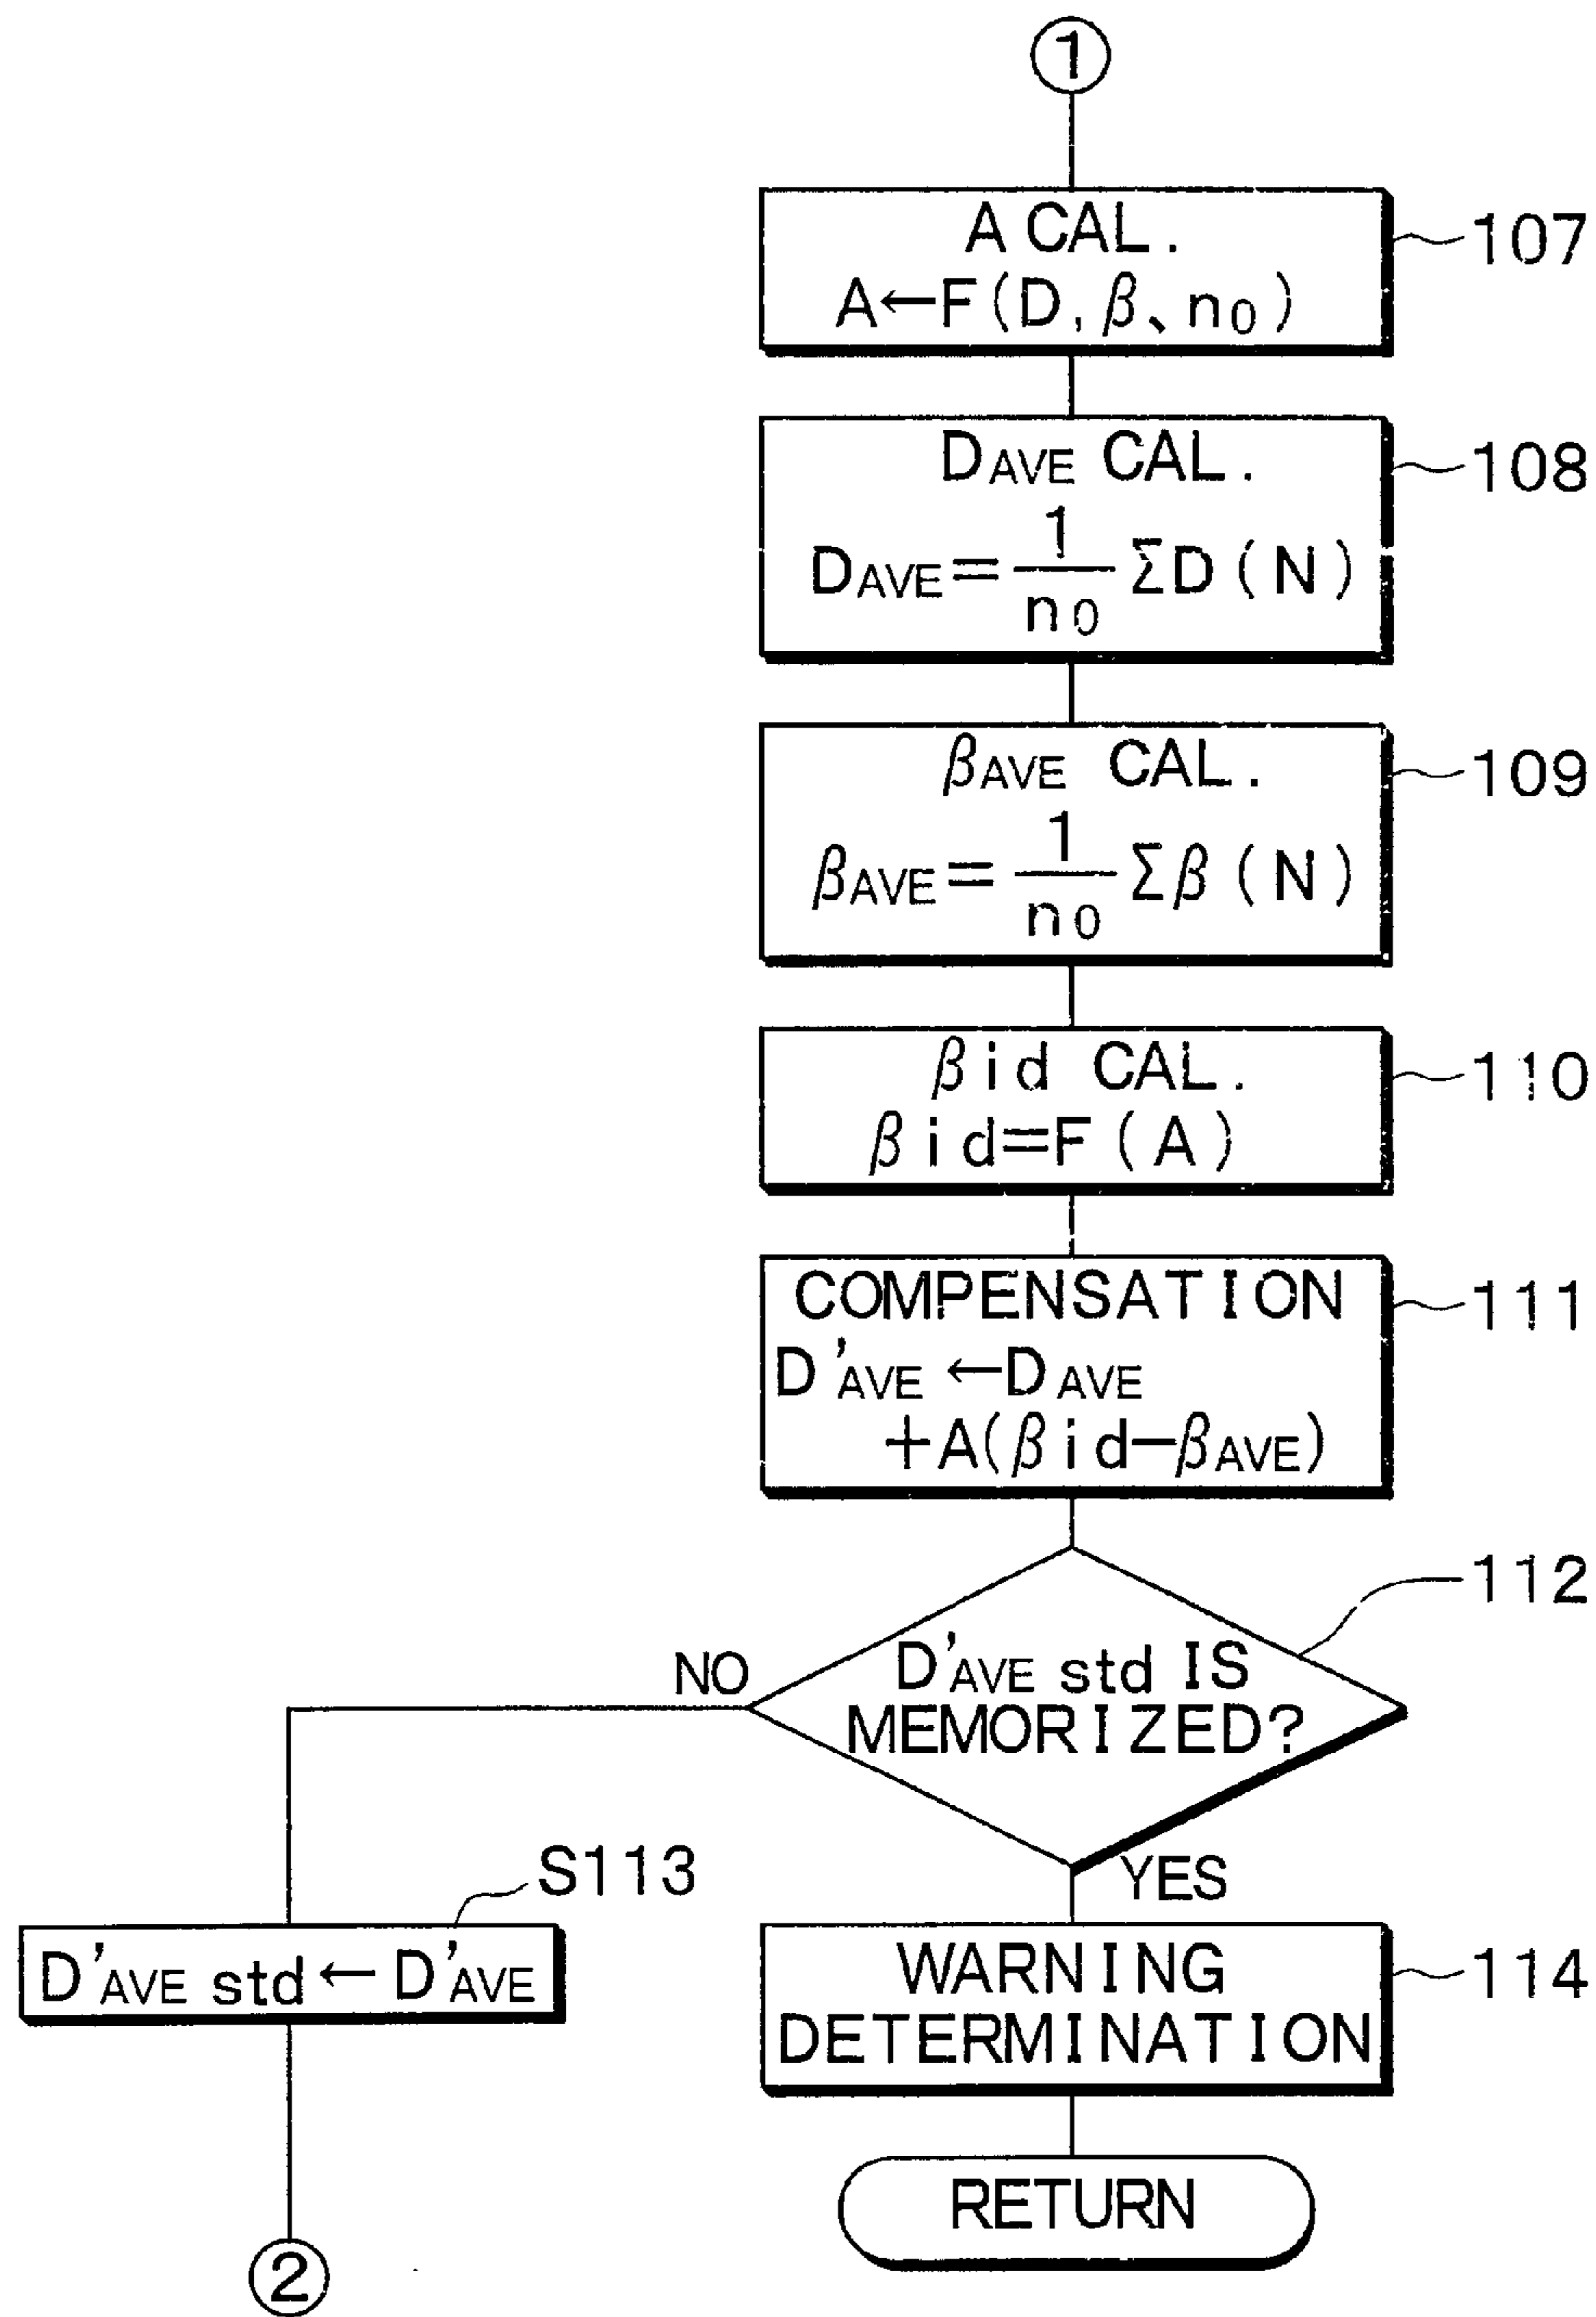 1
A CAL.
A←F(D, β、n0)
107
DAVE CAL.
DAVE=1/n0 ΣD(N)
108
βAVE CAL.
βAVE=1/n0 Σβ(N)
109
βid CAL.
βid=F(A)
110
COMPENSATION
D'AVE←DAVE
+A(βid−βAVE)
111
112
D'AVE std IS
MEMORIZED?
NO
YES
S113
D'AVE std ← D'AVE
WARNING
DETERMINATION
114
RETURN
2